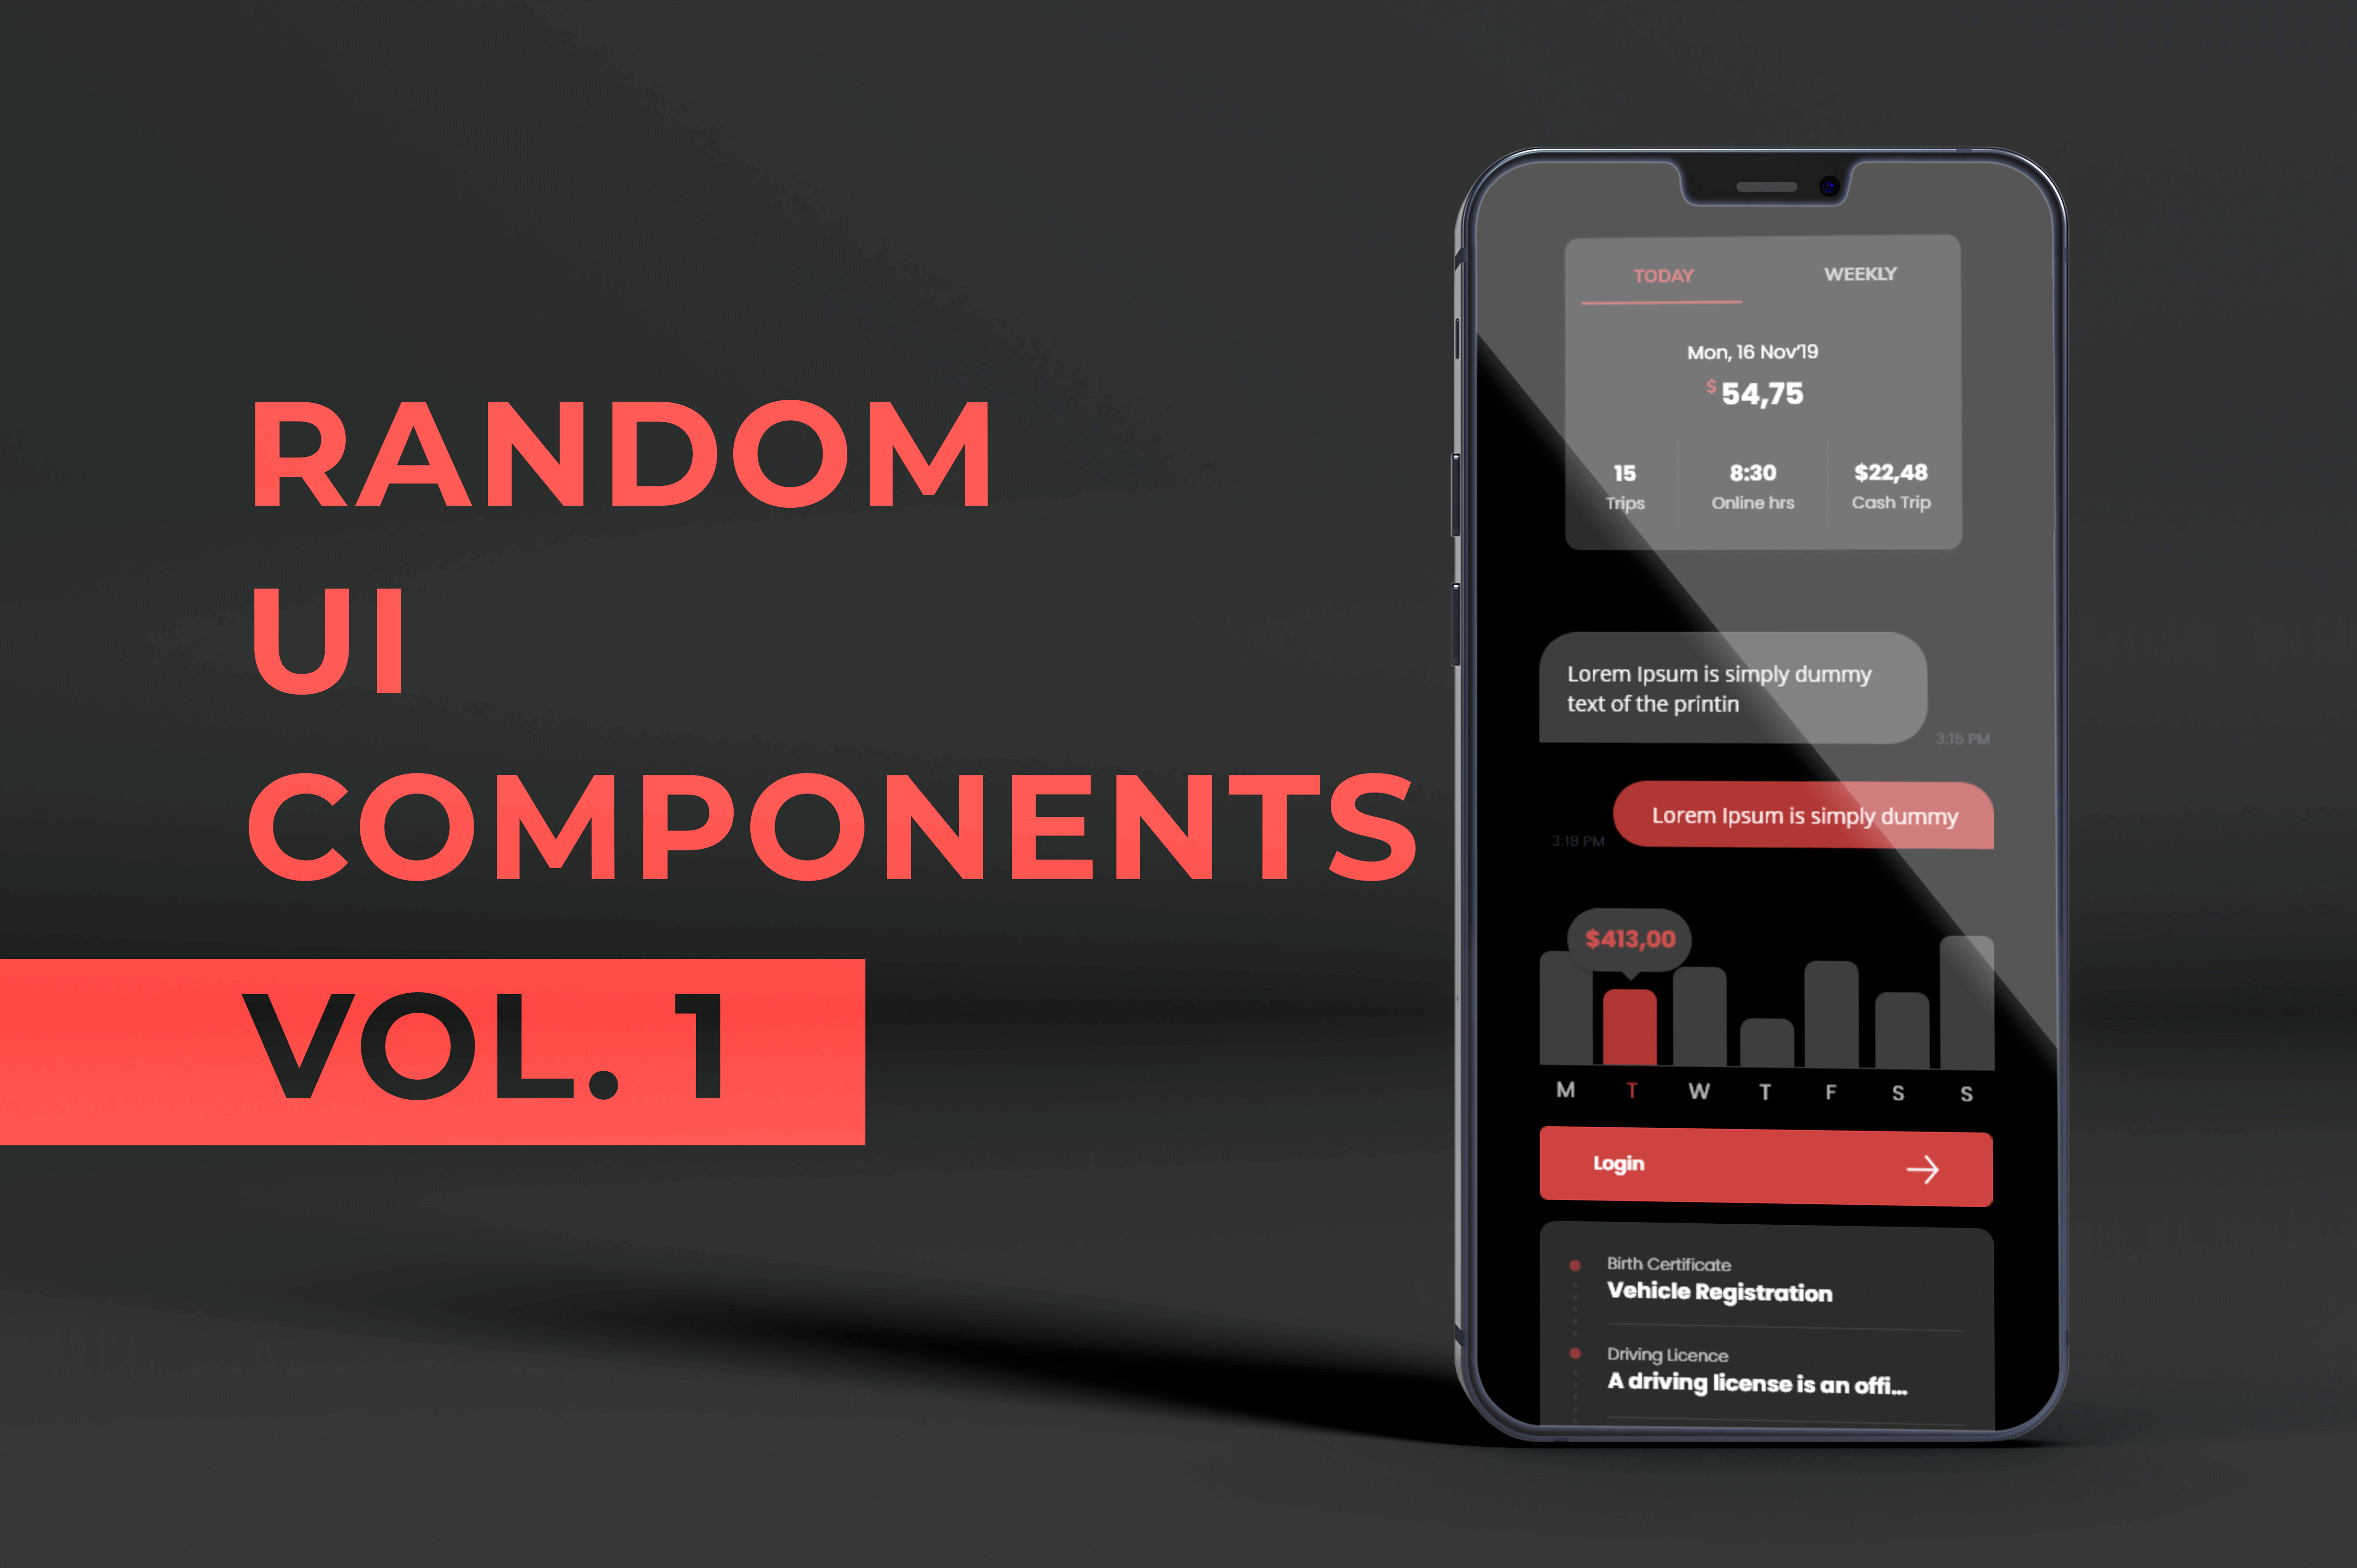 RANDOM
UI
COMPONENTS
VOL. 1
TODAY WEEKLY
Mon, 16 Nov'19
$ 54,75
15 8:30 $22,48
Trips Online hrs Cash Trip
Lorem Ipsum is simply dummy
text of the printin
3:15 PM
Lorem Ipsum is simply dummy
3:18 PM
$413,00
M T W T F S S
Login
Birth Certificate
Vehicle Registration
Driving Licence
A driving license is an offi...